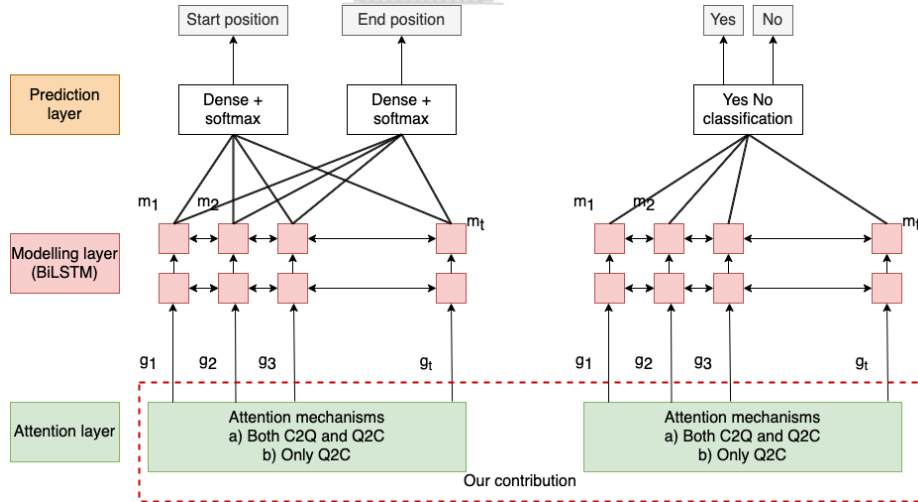 Start position
End position
Yes
No
Prediction
layer
Dense +
softmax
Dense +
softmax
Yes No
classification
m1
m2
mt
m1
m2
mt
Modelling layer
(BiLSTM)
g1
g2
g3
gt
g1
g2
g3
gt
Attention layer
Attention mechanisms
a) Both C2Q and Q2C
b) Only Q2C
Attention mechanisms
a) Both C2Q and Q2C
b) Only Q2C
Our contribution